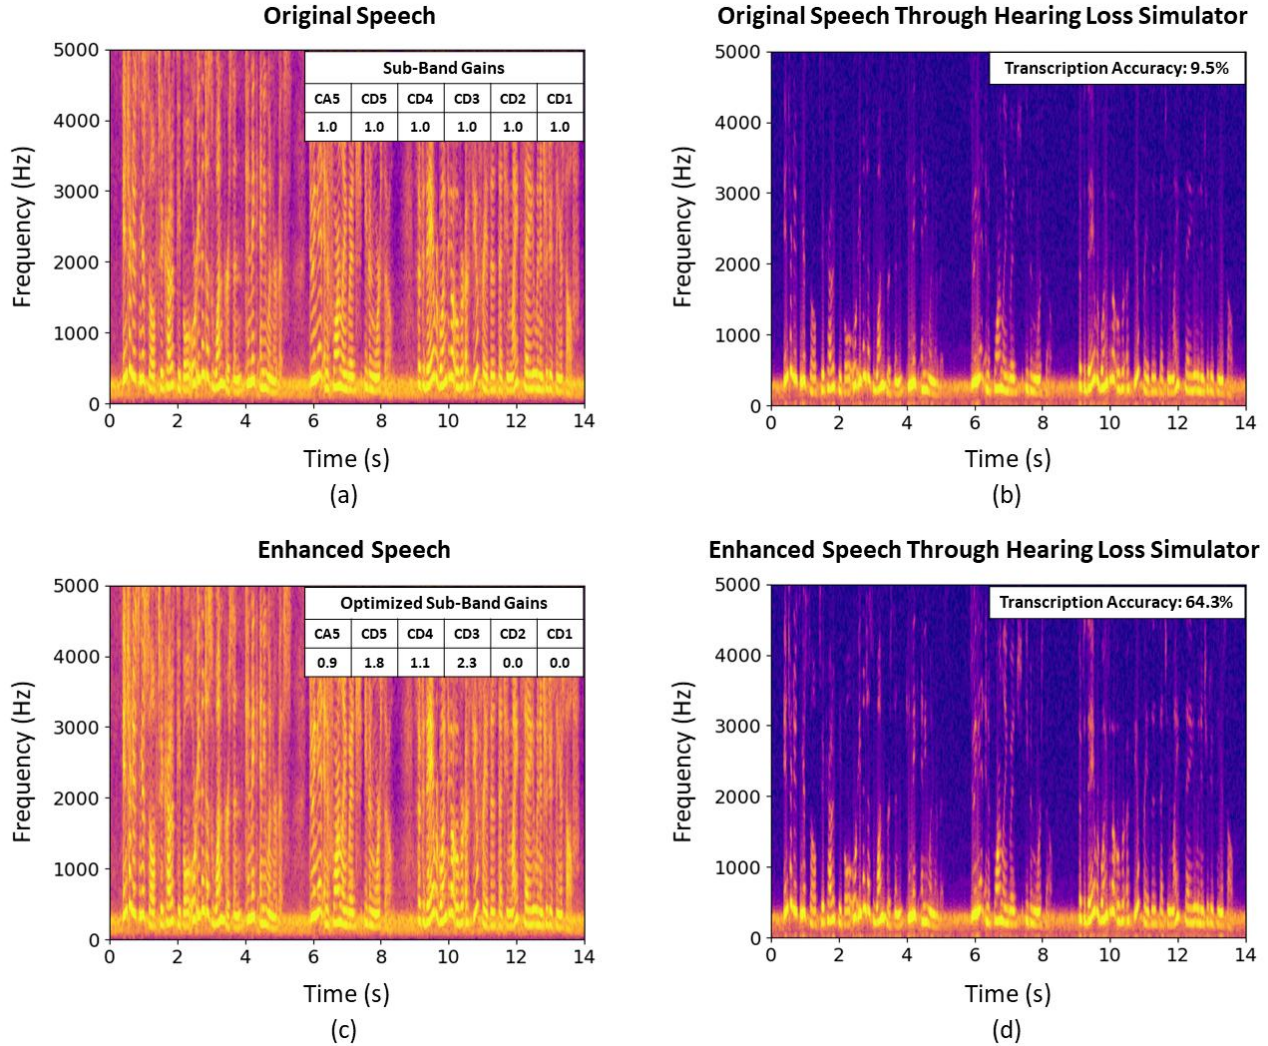 Original Speech
Sub-Band Gains
CA5 CD5 CD4 CD3 CD2 CD1
1.0 1.0 1.0 1.0 1.0 1.0
5000
4000
3000
2000
1000
0
Frequency (Hz)
0 2 4 6 8 10 12 14
Time (s)
(a)
Original Speech Through Hearing Loss Simulator
Transcription Accuracy: 9.5%
5000
4000
3000
2000
1000
0
Frequency (Hz)
0 2 4 6 8 10 12 14
Time (s)
(b)
Enhanced Speech
Optimized Sub-Band Gains
CA5 CD5 CD4 CD3 CD2 CD1
0.9 1.8 1.1 2.3 0.0 0.0
5000
4000
3000
2000
1000
0
Frequency (Hz)
0 2 4 6 8 10 12 14
Time (s)
(c)
Enhanced Speech Through Hearing Loss Simulator
Transcription Accuracy: 64.3%
5000
4000
3000
2000
1000
0
Frequency (Hz)
0 2 4 6 8 10 12 14
Time (s)
(d)